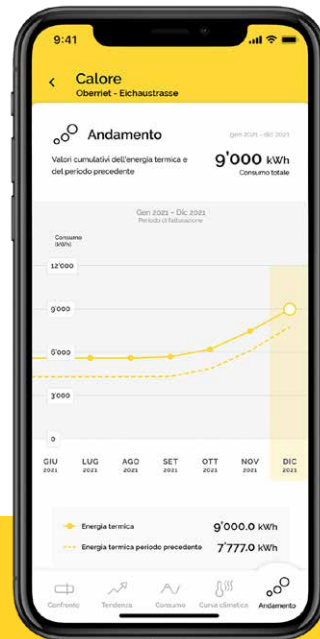 9:41
Calore
Oberriet - Eichaustrasse
Andamento
gen 2021 - dic 2021
Valori cumulativi dell'energia termica e
del periodo precedente
9'000 kWh
Consumo totale
Gen 2021 – Dic 2021
Periodo di fatturazione
Consumo
(kWh)
12'000
9'000
6'000
3'000
0
GIU LUG AGO SET OTT NOV DIC
2021 2021 2021 2021 2021 2021 2021
Energia termica 9'000.0 kWh
Energia termica periodo precedente 7'777.0 kWh
Confronto Tendenza Consumo Curva climatica Andamento